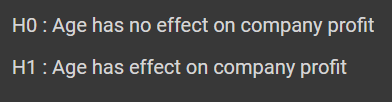 H0 : Age has no effect on company profit
H1 : Age has effect on company profit